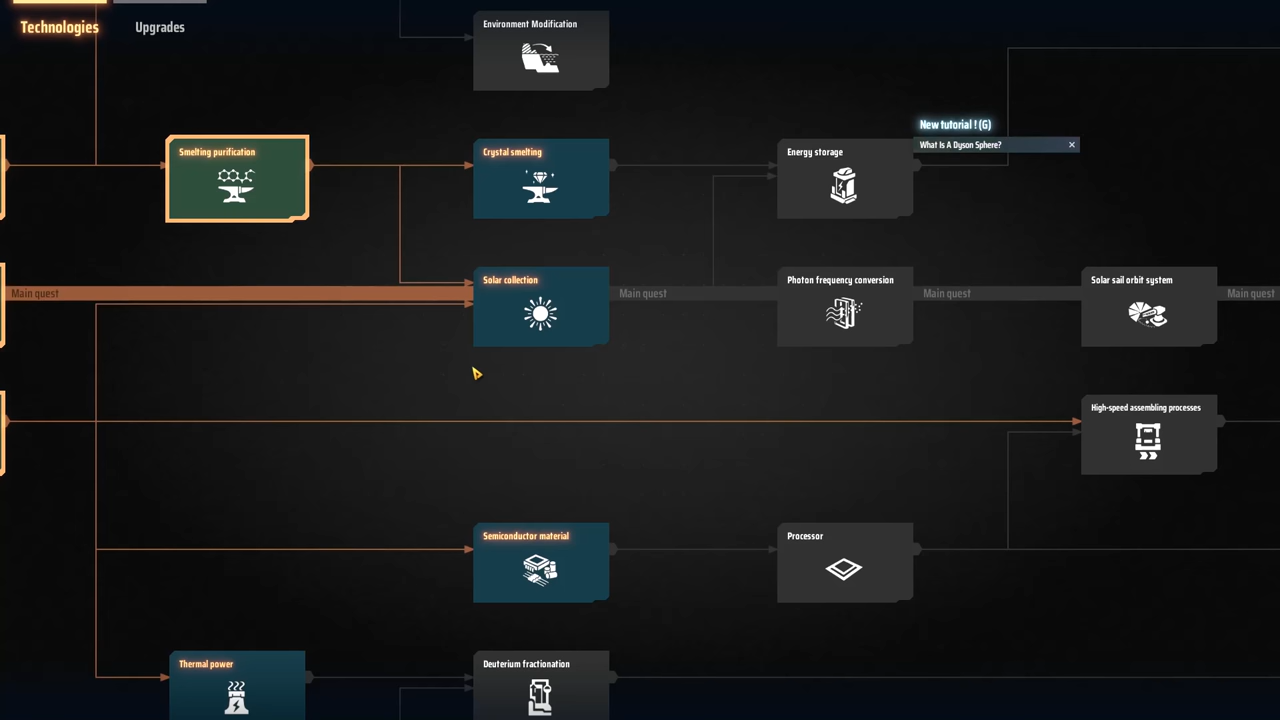 Technologies
Upgrades
Environment Modification
New tutorial ! (G)
What Is A Dyson Sphere?
Smelting purification
Crystal smelting
Energy storage
Main quest
Solar collection
Main quest
Photon frequency conversion
Main quest
Solar sail orbit system
Main quest
High-speed assembling processes
Semiconductor material
Processor
Thermal power
Deuterium fractionation